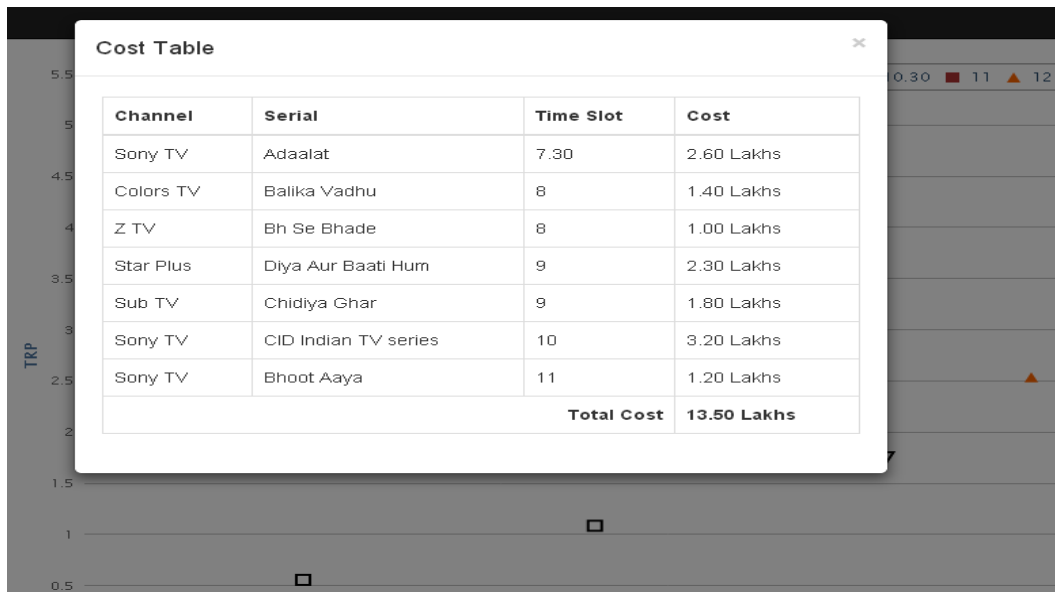 Cost Table ×
Channel Serial Time Slot Cost
Sony TV Adaalat 7.30 2.60 Lakhs
Colors TV Balika Vadhu 8 1.40 Lakhs
Z TV Bh Se Bhade 8 1.00 Lakhs
Star Plus Diya Aur Baati Hum 9 2.30 Lakhs
Sub TV Chidiya Ghar 9 1.80 Lakhs
Sony TV CID Indian TV series 10 3.20 Lakhs
Sony TV Bhoot Aaya 11 1.20 Lakhs
Total Cost 13.50 Lakhs
0.30 11 12
TRP
5.5
5
4.5
4
3.5
3
2.5
2
1.5
1
0.5